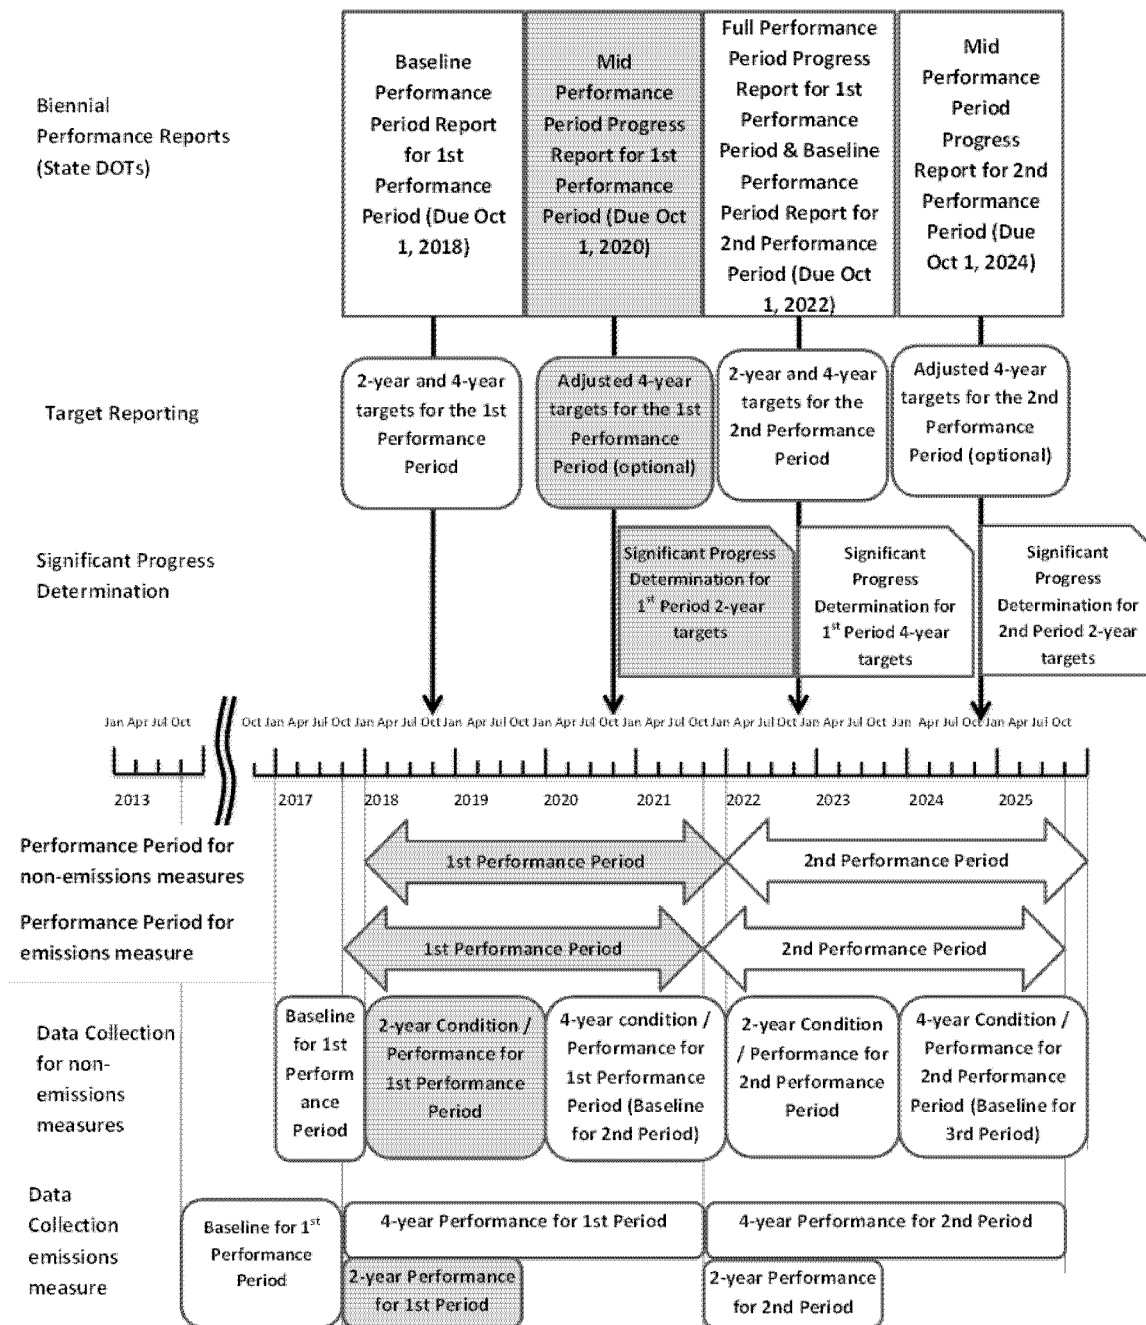 Biennial
Performance Reports
(State DOTs)
Baseline
Performance
Period Report
for 1st
Performance
Period (Due Oct
1, 2018)
Mid
Performance
Period Progress
Report for 1st
Performance
Period (Due Oct
1, 2020)
Full Performance
Period Progress
Report for 1st
Performance
Period & Baseline
Performance
Period Report for
2nd Performance
Period (Due Oct
1, 2022)
Mid
Performance
Period
Progress
Report for 2nd
Performance
Period (Due
Oct 1, 2024)
Target Reporting
2-year and 4-year
targets for the 1st
Performance
Period
Adjusted 4-year
targets for the 1st
Performance
Period (optional)
2-year and 4-year
targets for the
2nd Performance
Period
Adjusted 4-year
targets for the 2nd
Performance
Period (optional)
Significant Progress
Determination
Significant Progress
Determination for
1st Period 2-year
targets
Significant
Progress
Determination for
1st Period 4-year
targets
Significant
Progress
Determination for
2nd Period 2-year
targets
Jan Apr Jul Oct
Oct Jan Apr Jul Oct Jan Apr Jul Oct Jan Apr Jul Oct Jan Apr Jul Oct Jan Apr Jul Oct Jan Apr Jul Oct Jan Apr Jul Oct Jan Apr Jul Oct Jan Apr Jul Oct
2013
2017
2018
2019
2020
2021
2022
2023
2024
2025
Performance Period for
non-emissions measures
1st Performance Period
2nd Performance Period
Performance Period for
emissions measure
1st Performance Period
2nd Performance Period
Data Collection
for non-
emissions
measures
Baseline
for 1st
Perform
ance
Period
2-year Condition /
Performance for
1st Performance
Period
4-year condition /
Performance for
1st Performance
Period (Baseline
for 2nd Period)
2-year Condition
/ Performance for
2nd Performance
Period
4-year Condition /
Performance for
2nd Performance
Period (Baseline for
3rd Period)
Data
Collection
emissions
measure
Baseline for 1st
Performance
Period
4-year Performance for 1st Period
2-year Performance
for 1st Period
4-year Performance for 2nd Period
2-year Performance
for 2nd Period